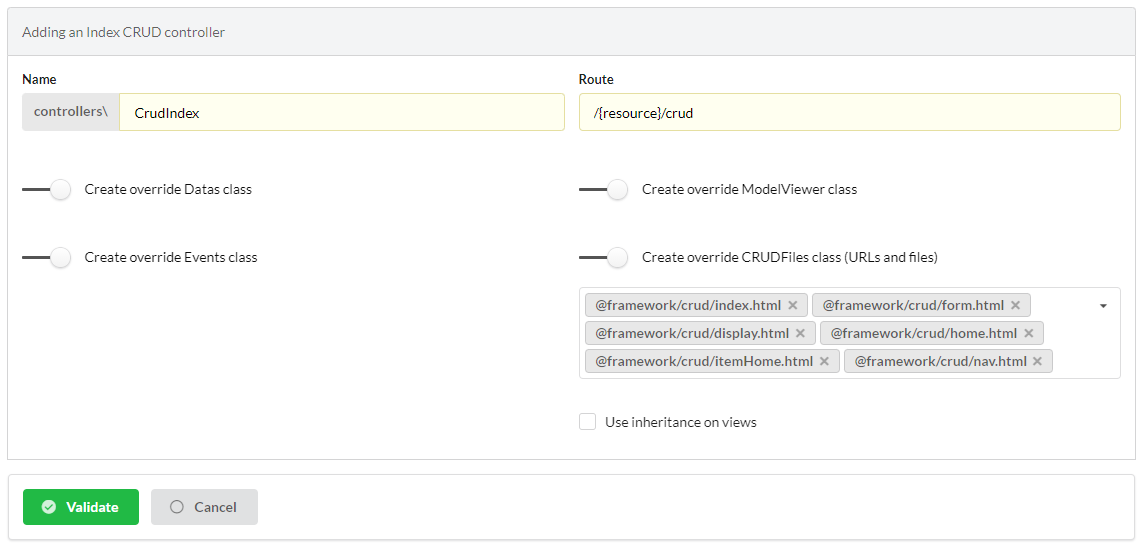 Adding an Index CRUD controller
Name
Route
controllers\ CrudIndex
/{resource}/crud
Create override Datas class
Create override ModelViewer class
Create override Events class
Create override CRUDFiles class (URLs and files)
@framework/crud/index.html @framework/crud/form.html
@framework/crud/display.html @framework/crud/home.html
@framework/crud/itemHome.html @framework/crud/nav.html
Use inheritance on views
Validate Cancel